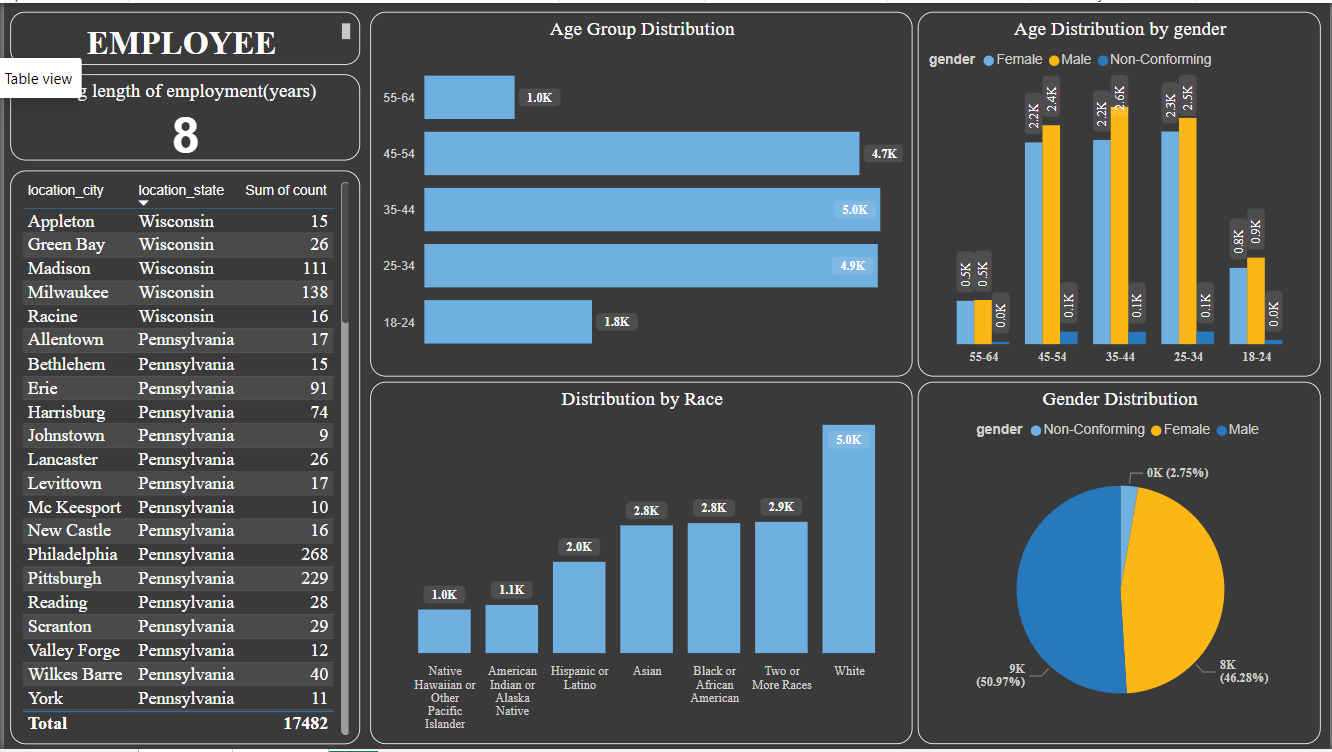 EMPLOYEE
Table view
g length of employment(years)
8
location_city location_state Sum of count
Appleton Wisconsin 15
Green Bay Wisconsin 26
Madison Wisconsin 111
Milwaukee Wisconsin 138
Racine Wisconsin 16
Allentown Pennsylvania 17
Bethlehem Pennsylvania 15
Erie Pennsylvania 91
Harrisburg Pennsylvania 74
Johnstown Pennsylvania 9
Lancaster Pennsylvania 26
Levittown Pennsylvania 17
Mc Keesport Pennsylvania 10
New Castle Pennsylvania 16
Philadelphia Pennsylvania 268
Pittsburgh Pennsylvania 229
Reading Pennsylvania 28
Scranton Pennsylvania 29
Valley Forge Pennsylvania 12
Wilkes Barre Pennsylvania 40
York Pennsylvania 11
Total 17482
Age Group Distribution
55-64 1.0K
45-54 4.7K
35-44 5.0K
25-34 4.9K
18-24 1.8K
Age Distribution by gender
gender Female Male Non-Conforming
0.5K 0.5K 0.0K 2.2K 2.4K 0.1K 2.2K 2.6K 0.1K 2.3K 2.5K 0.1K 0.8K 0.9K 0.0K
55-64 45-54 35-44 25-34 18-24
Distribution by Race
1.0K 1.1K 2.0K 2.8K 2.8K 2.9K 5.0K
Native Hawaiian or Other Pacific Islander
American Indian or Alaska Native
Hispanic or Latino
Asian
Black or African American
Two or More Races
White
Gender Distribution
gender Non-Conforming Female Male
0K (2.75%)
8K
(46.28%)
9K
(50.97%)